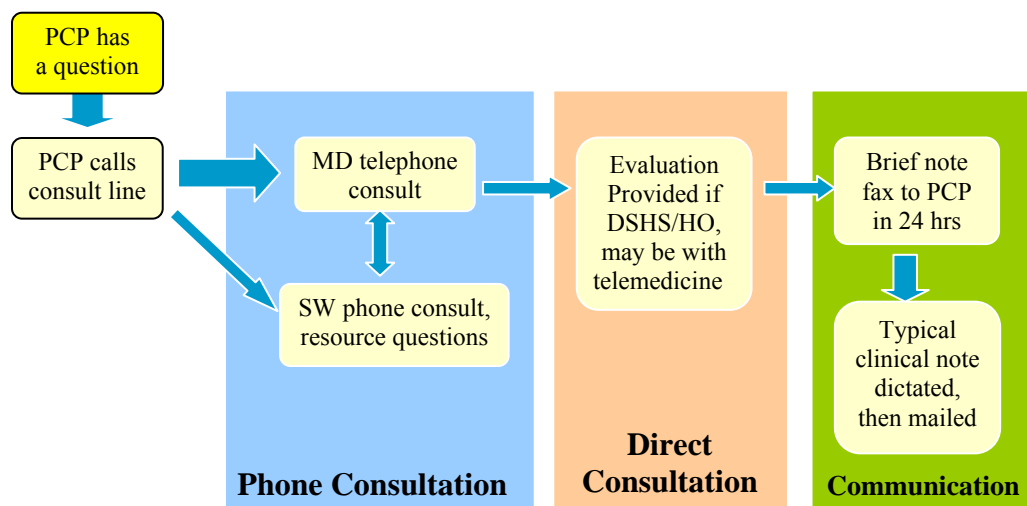 PCP has
a question
PCP calls
consult line
MD telephone
consult
SW phone consult,
resource questions
Phone Consultation
Evaluation
Provided if
DSHS/HO,
may be with
telemedicine
Direct
Consultation
Brief note
fax to PCP
in 24 hrs
Typical
clinical note
dictated,
then mailed
Communication